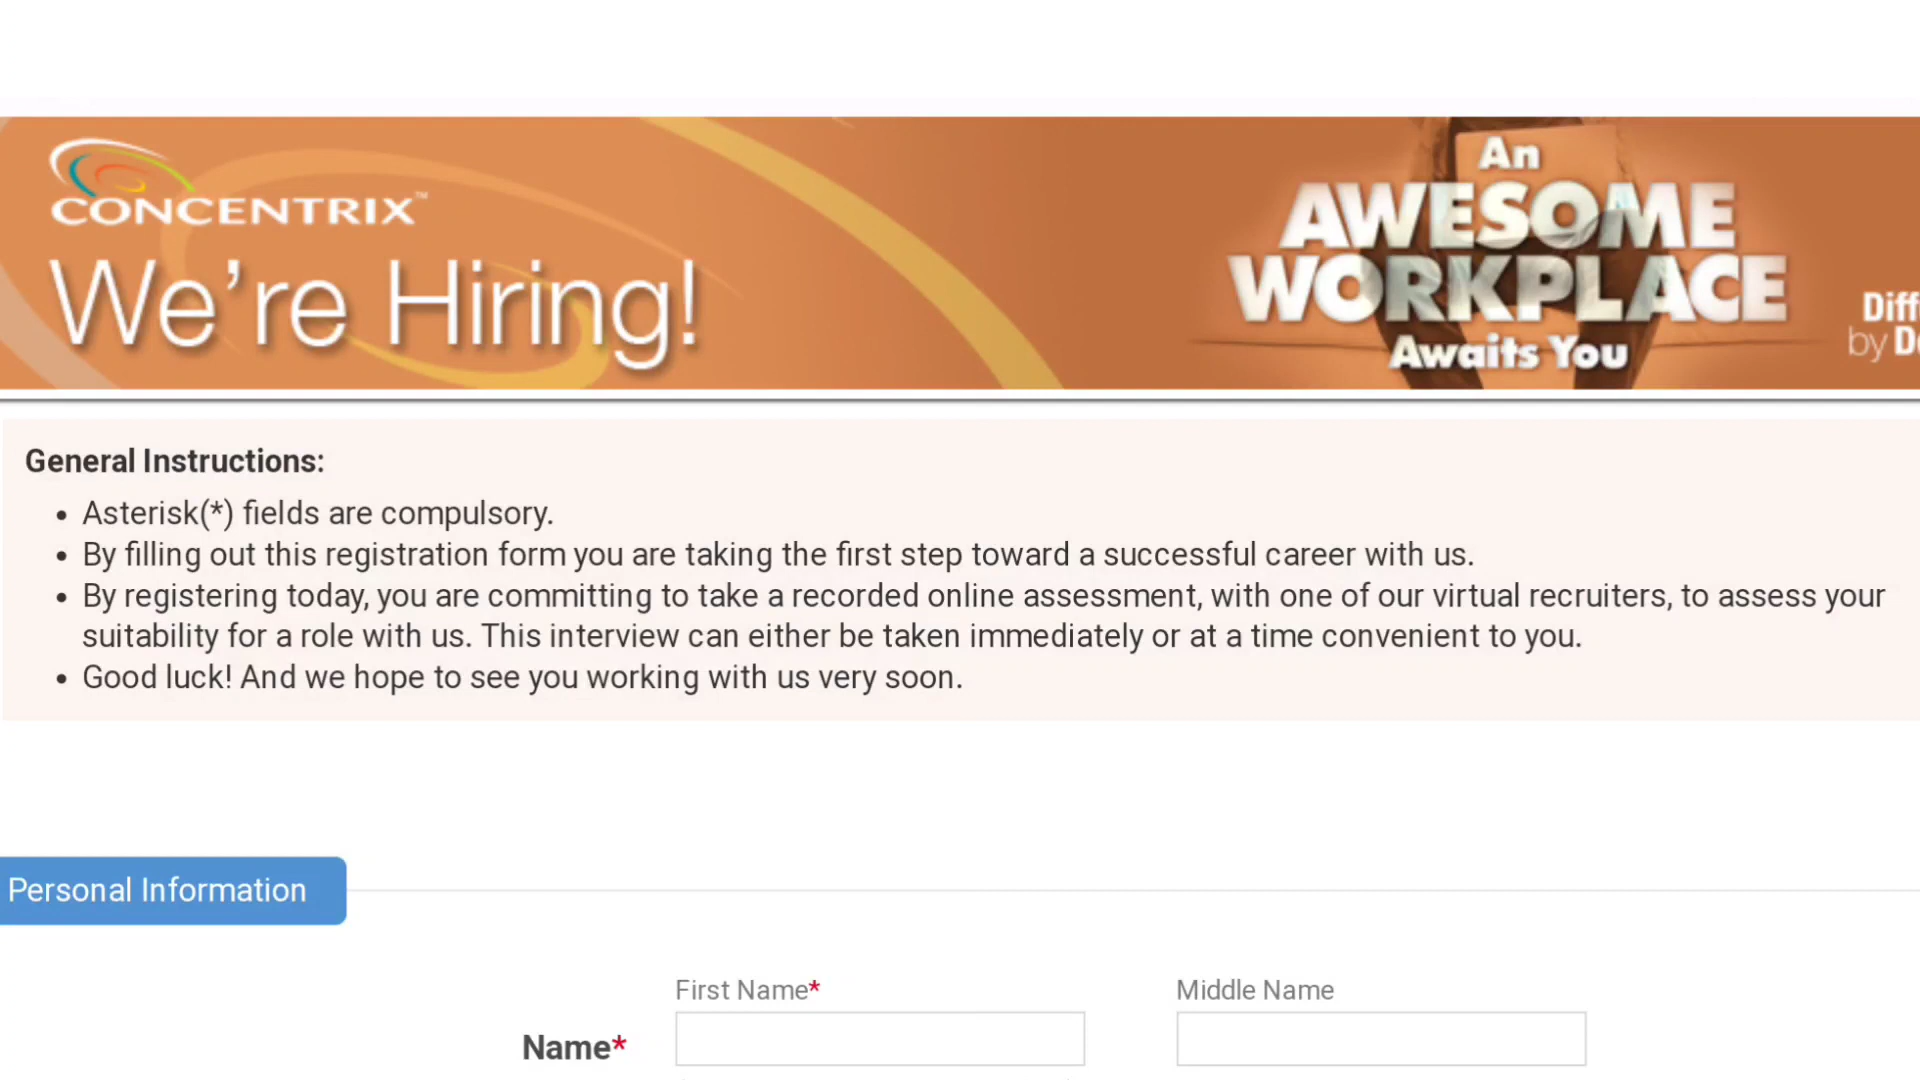 CONCENTRIX™
We're Hiring!
An
AWESOME
WORKPLACE
Awaits You
Diff
by D
General Instructions:
• Asterisk(*) fields are compulsory.
• By filling out this registration form you are taking the first step toward a successful career with us.
• By registering today, you are committing to take a recorded online assessment, with one of our virtual recruiters, to assess your
suitability for a role with us. This interview can either be taken immediately or at a time convenient to you.
• Good luck! And we hope to see you working with us very soon.
Personal Information
First Name*
Middle Name
Name*